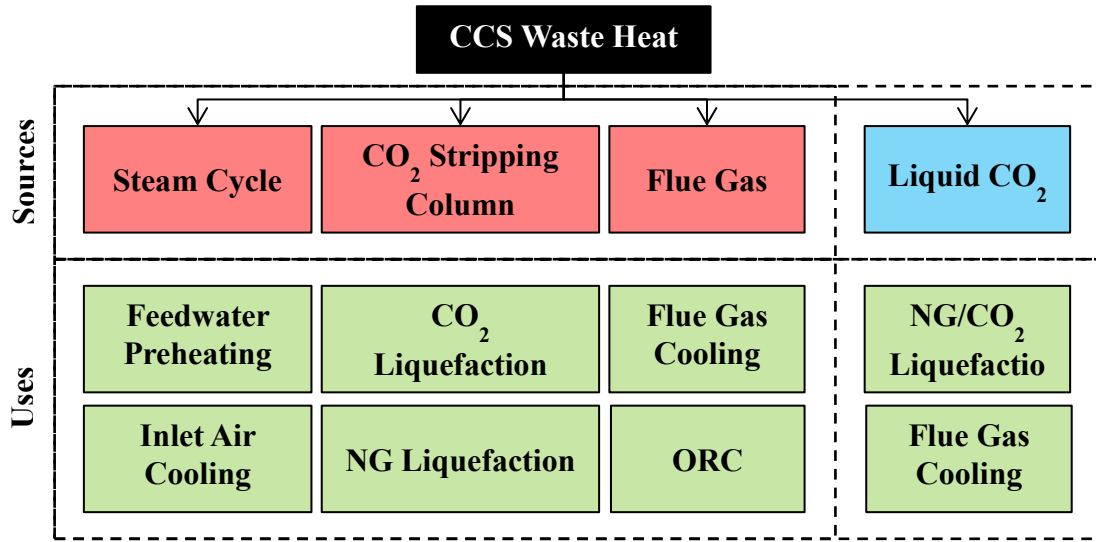 CCS Waste Heat
Sources
Steam Cycle
CO₂ Stripping
Column
Flue Gas
Liquid CO₂
Uses
Feedwater
Preheating
CO₂
Liquefaction
Flue Gas
Cooling
NG/CO₂
Liquefactio
Inlet Air
Cooling
NG Liquefaction
ORC
Flue Gas
Cooling